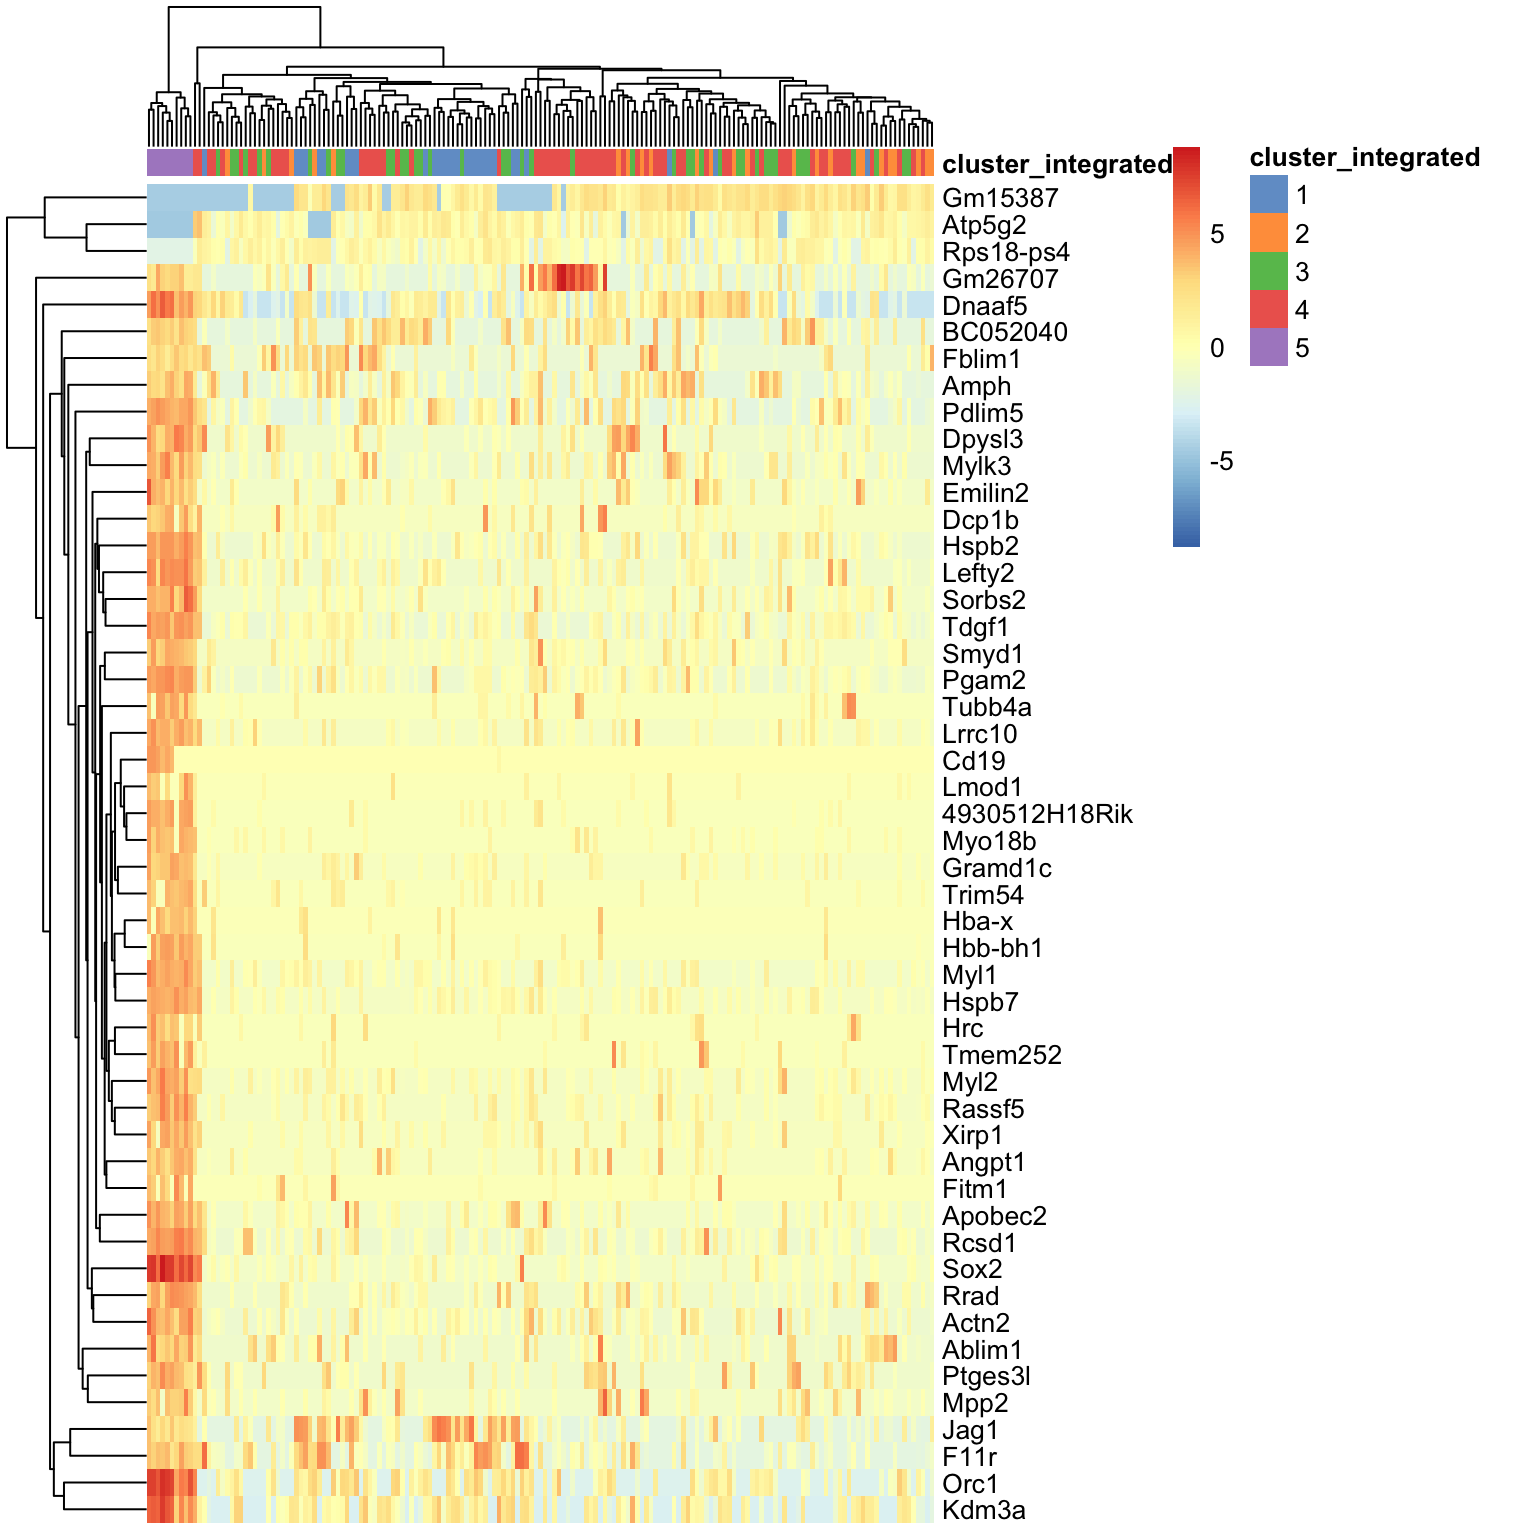 cluster_integrated
cluster_integrated
1
2
3
4
5
5
0
-5
Gm15387
Atp5g2
Rps18-ps4
Gm26707
Dnaaf5
BC052040
Fblim1
Amph
Pdlim5
Dpysl3
Mylk3
Emilin2
Dcp1b
Hspb2
Lefty2
Sorbs2
Tdgf1
Smyd1
Pgam2
Tubb4a
Lrrc10
Cd19
Lmod1
4930512H18Rik
Myo18b
Gramd1c
Trim54
Hba-x
Hbb-bh1
Myl1
Hspb7
Hrc
Tmem252
Myl2
Rassf5
Xirp1
Angpt1
Fitm1
Apobec2
Rcsd1
Sox2
Rrad
Actn2
Ablim1
Ptges3l
Mpp2
Jag1
F11r
Orc1
Kdm3a